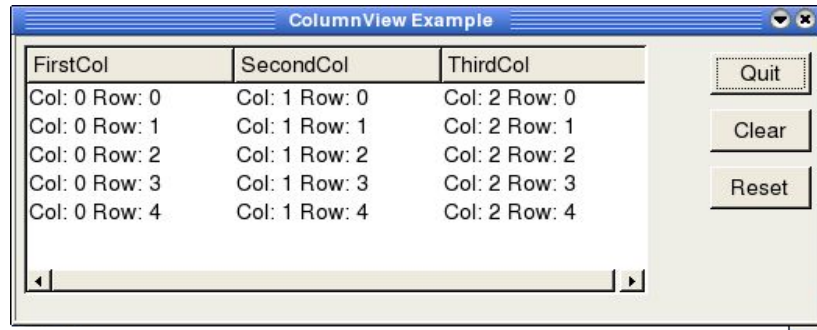 ColumnView Example
FirstCol SecondCol ThirdCol
Col: 0 Row: 0 Col: 1 Row: 0 Col: 2 Row: 0
Col: 0 Row: 1 Col: 1 Row: 1 Col: 2 Row: 1
Col: 0 Row: 2 Col: 1 Row: 2 Col: 2 Row: 2
Col: 0 Row: 3 Col: 1 Row: 3 Col: 2 Row: 3
Col: 0 Row: 4 Col: 1 Row: 4 Col: 2 Row: 4
Quit
Clear
Reset